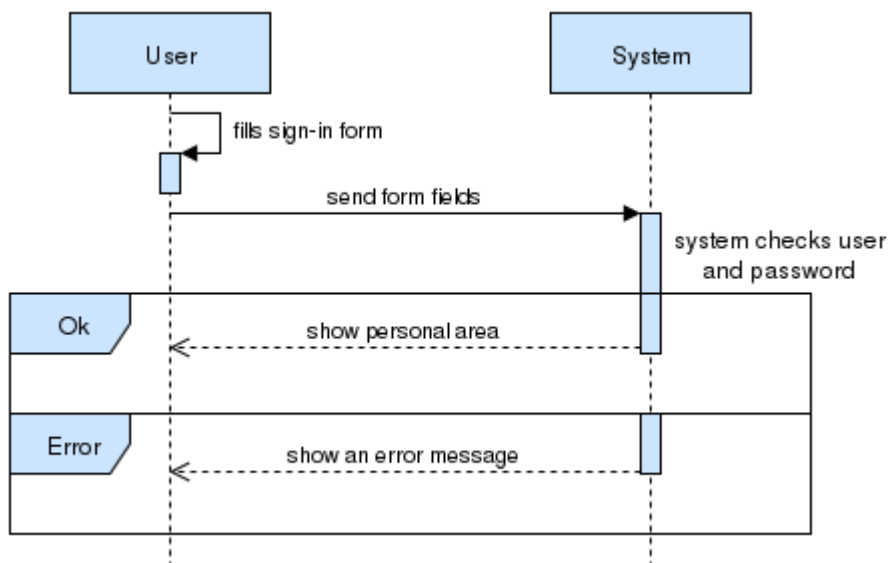 User
System
fills sign-in form
send form fields
system checks user
and password
Ok
show personal area
Error
show an error message